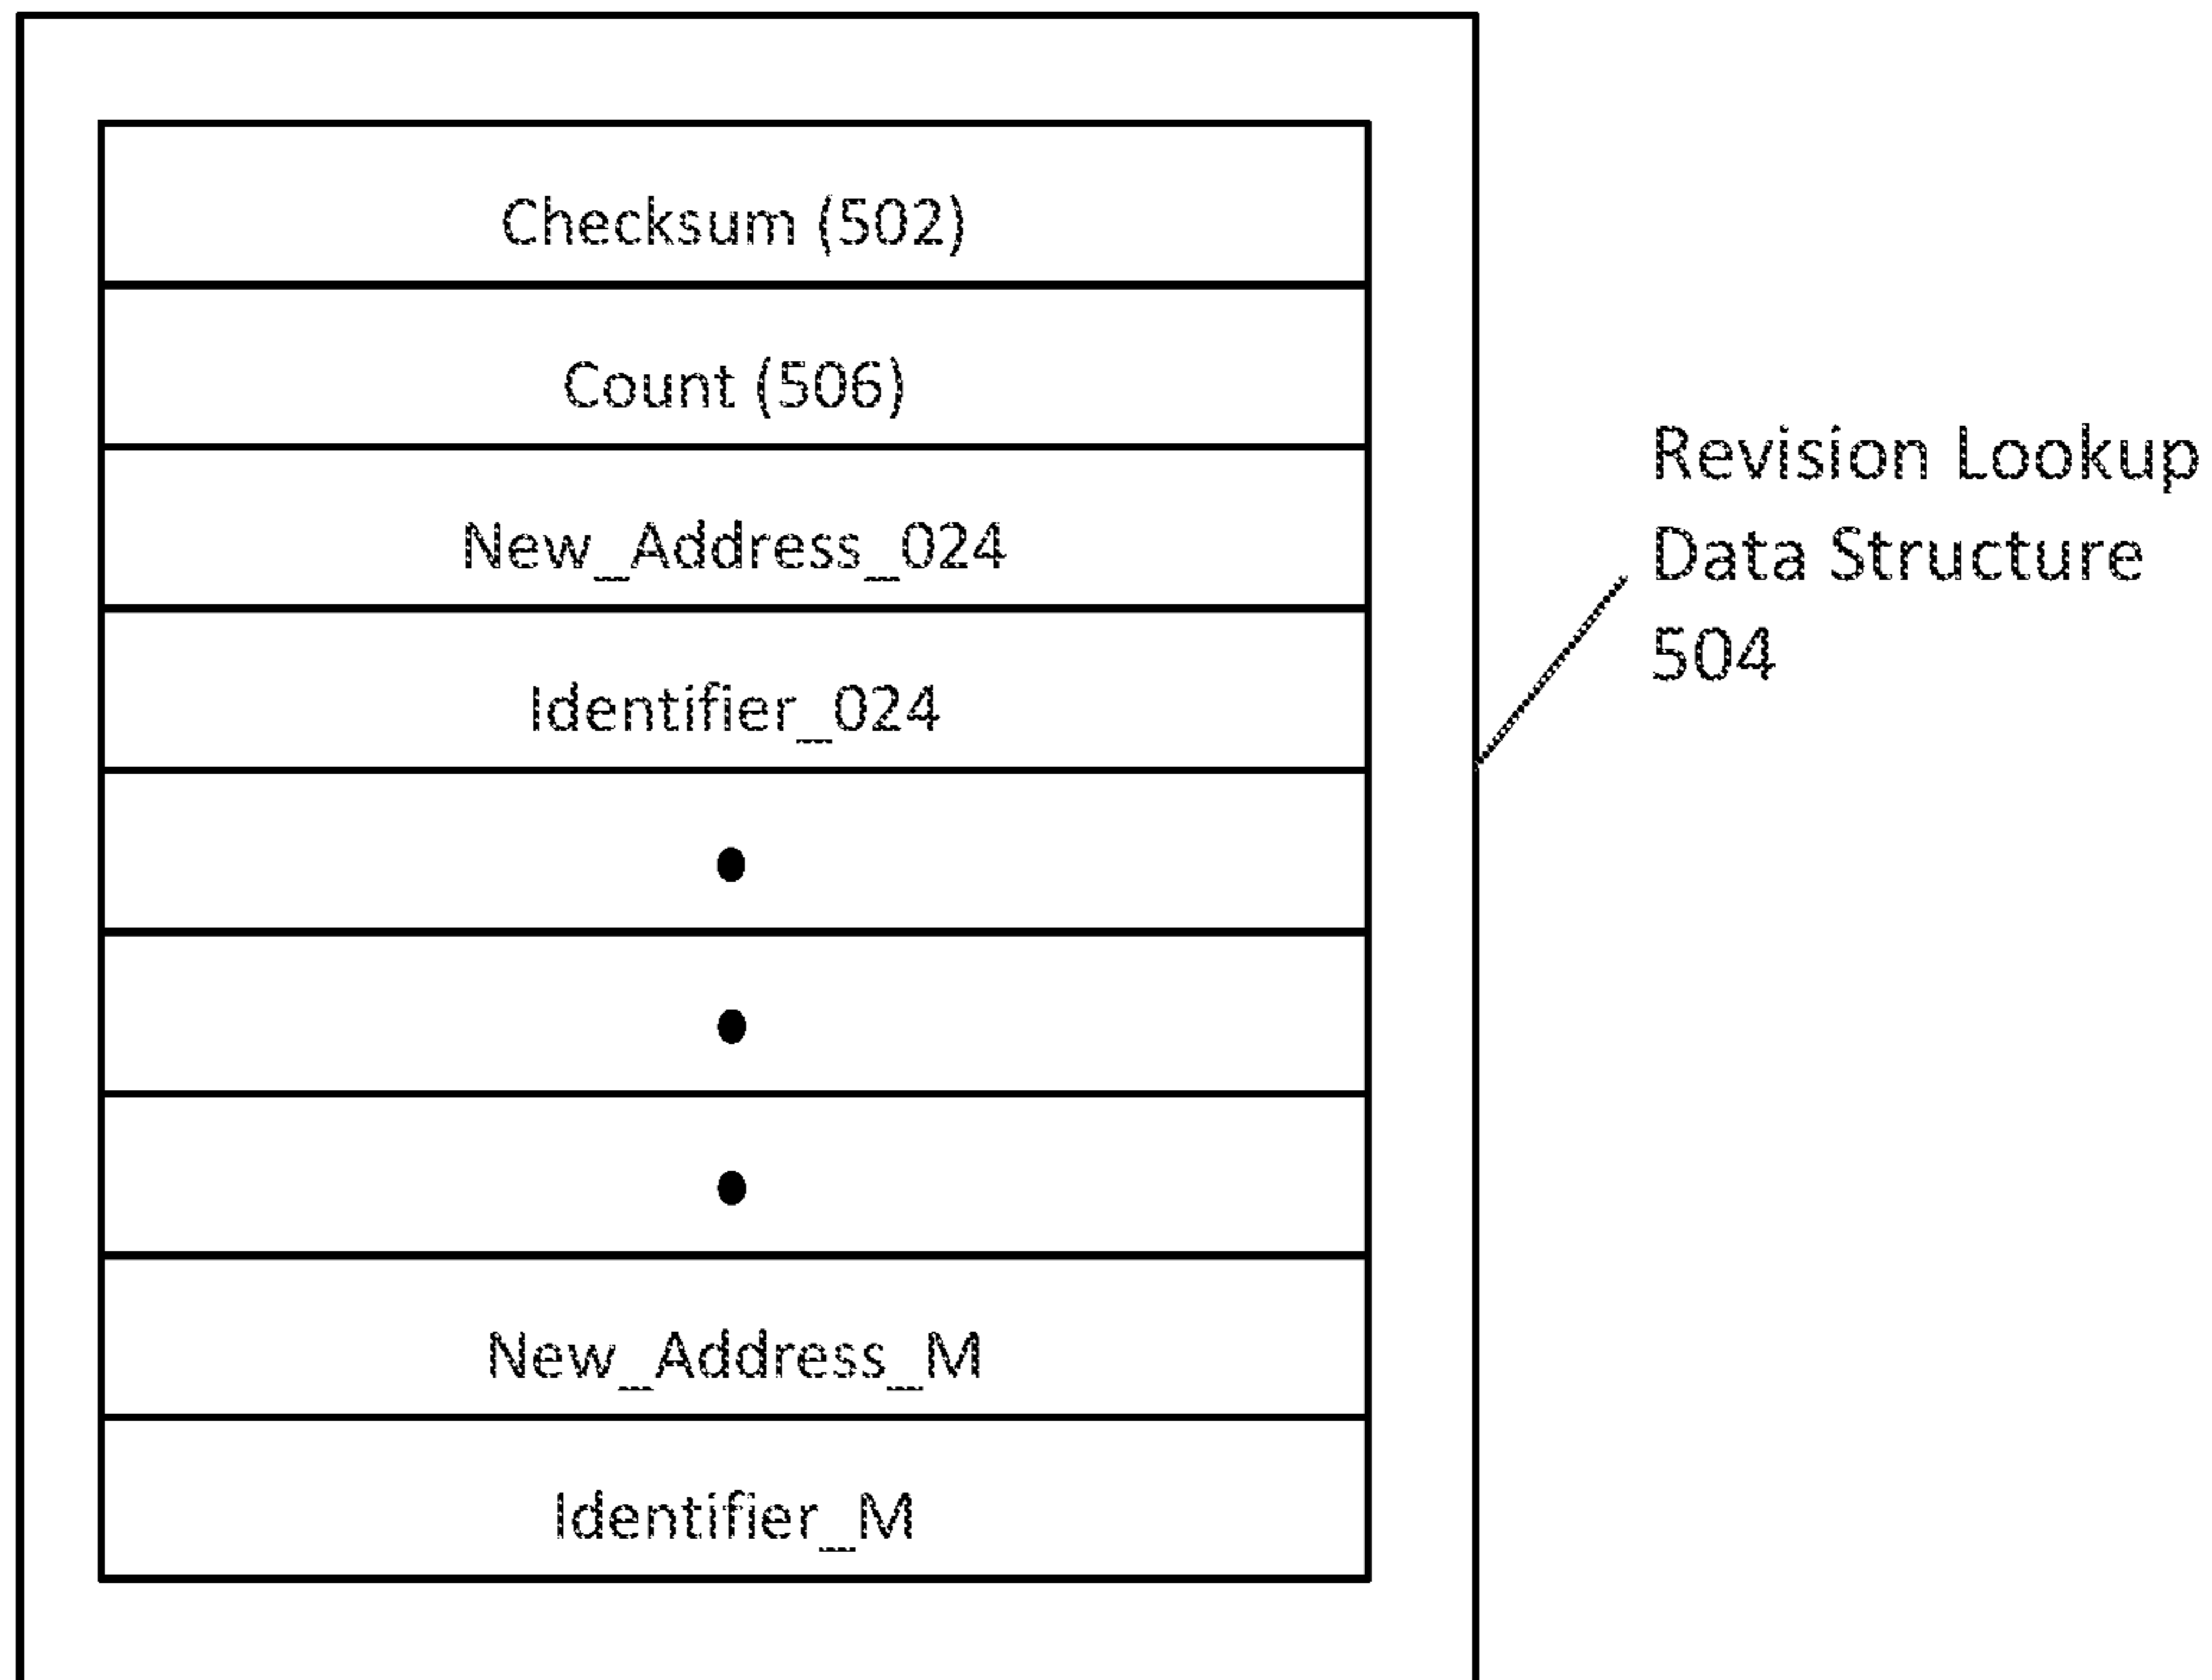 Checksum (502)
Count (506)
New_Address_024
Identifier_024
New_Address_M
Identifier_M
Revision Lookup
Data Structure
504